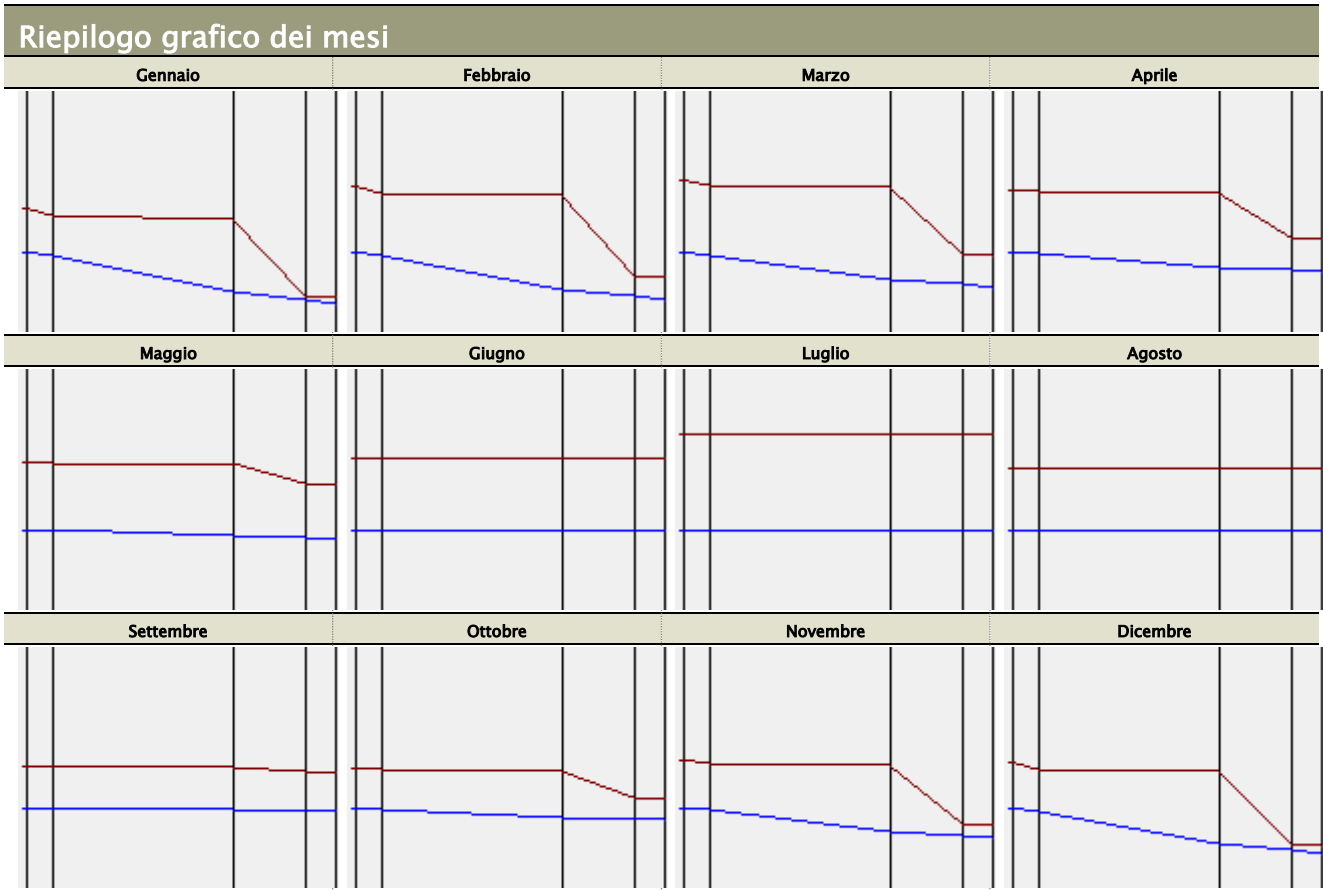 Riepilogo grafico dei mesi
Gennaio
Febbraio
Marzo
Aprile
Maggio
Giugno
Luglio
Agosto
Settembre
Ottobre
Novembre
Dicembre